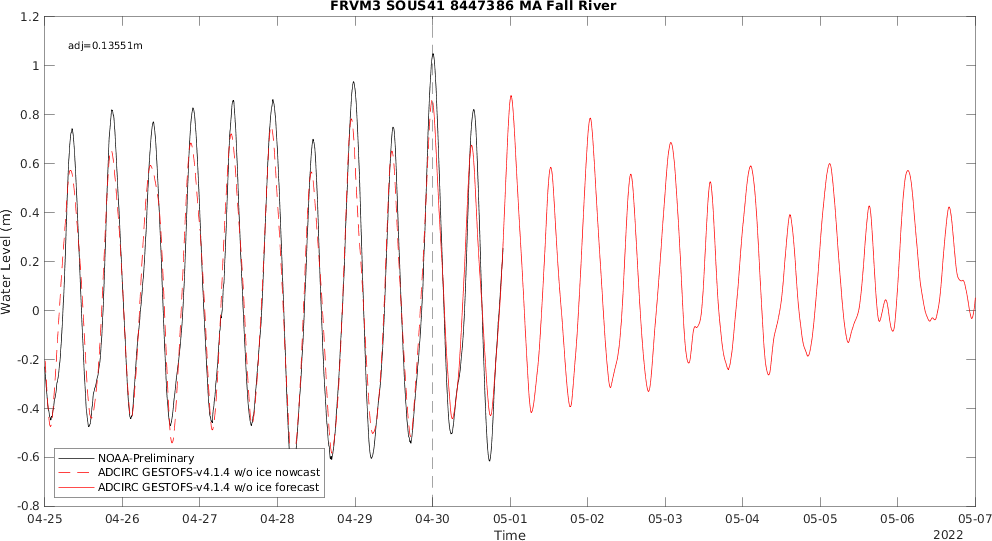 FRVM3 SOUS41 8447386 MA Fall River
adj=0.13551m
1.2
1
0.8
0.6
0.4
0.2
0
-0.2
-0.4
-0.6
-0.8
Water Level (m)
NOAA-Preliminary
ADCIRC GESTOFS-v4.1.4 w/o ice nowcast
ADCIRC GESTOFS-v4.1.4 w/o ice forecast
04-25 04-26 04-27 04-28 04-29 04-30 05-01 05-02 05-03 05-04 05-05 05-06 05-07
Time
2022